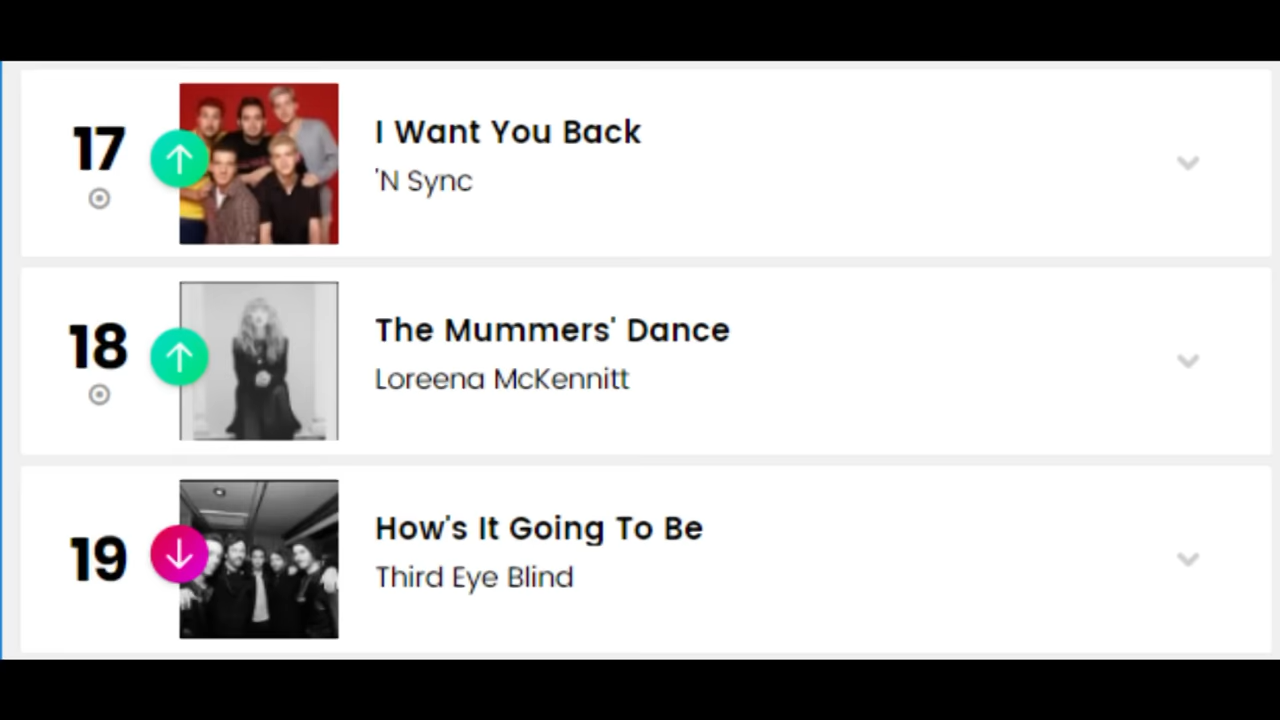 17
I Want You Back
'N Sync
18
The Mummers' Dance
Loreena McKennitt
19
How's It Going To Be
Third Eye Blind